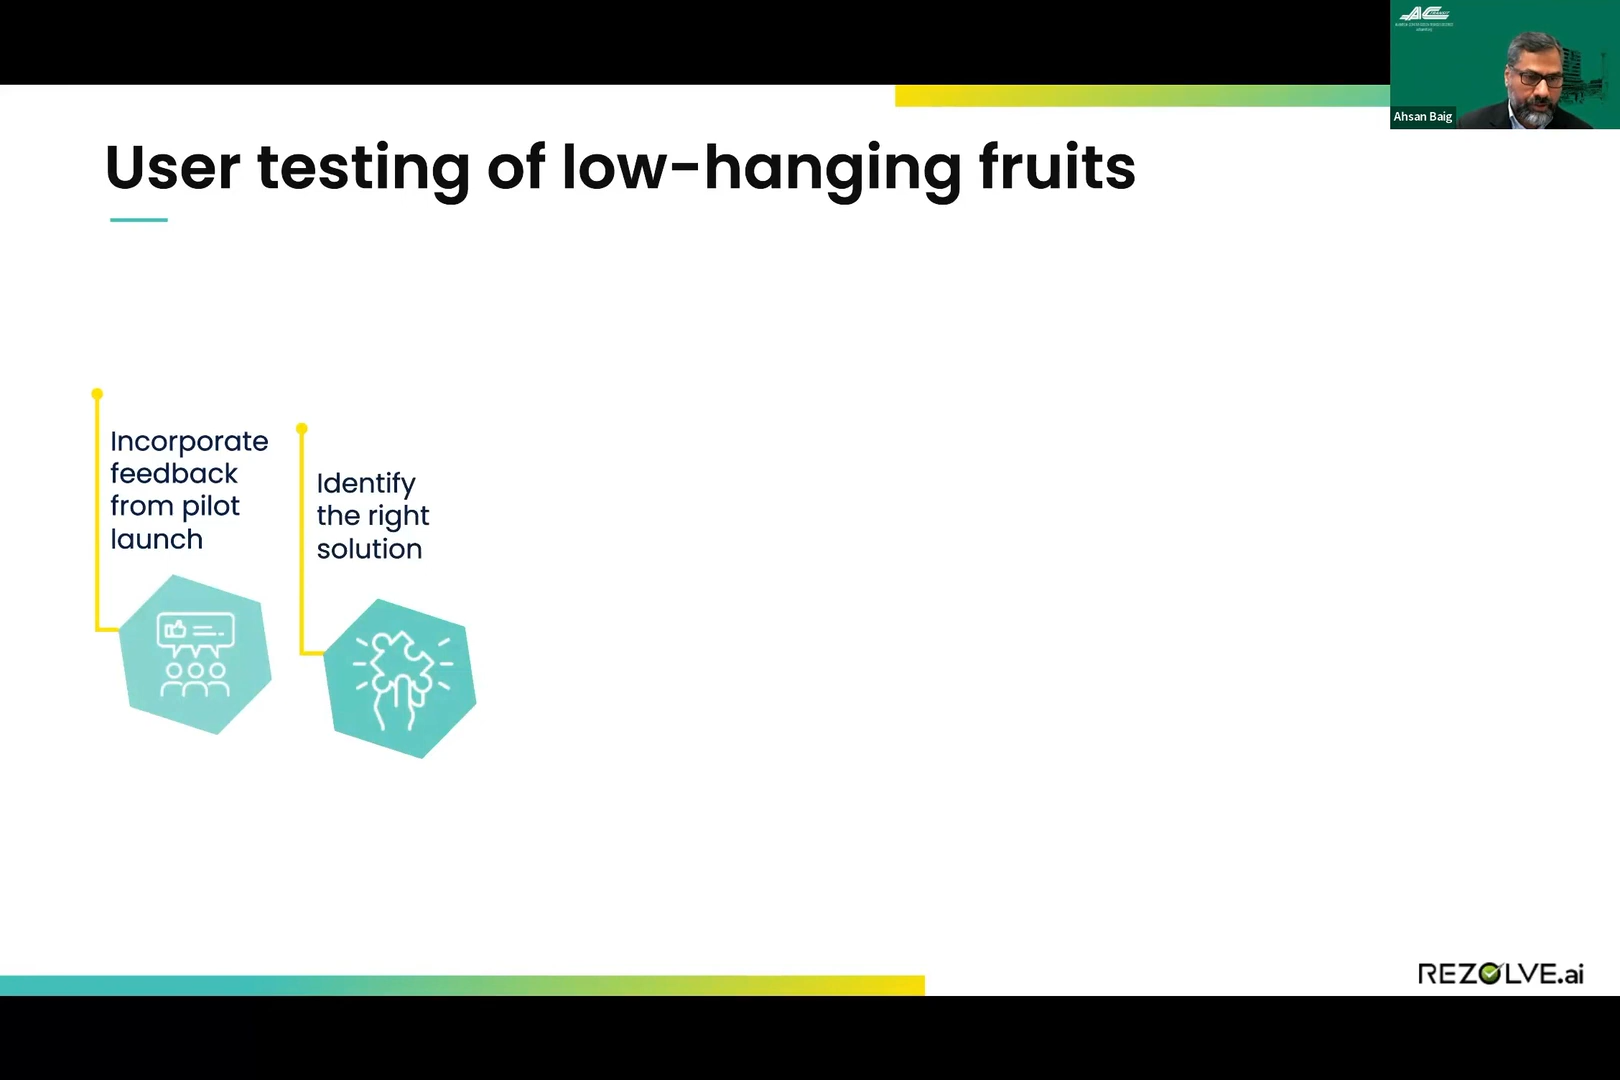 User testing of low-hanging fruits
Incorporate
feedback
from pilot
launch
Identify
the right
solution
Ahsan Baig
REZOLVE.ai